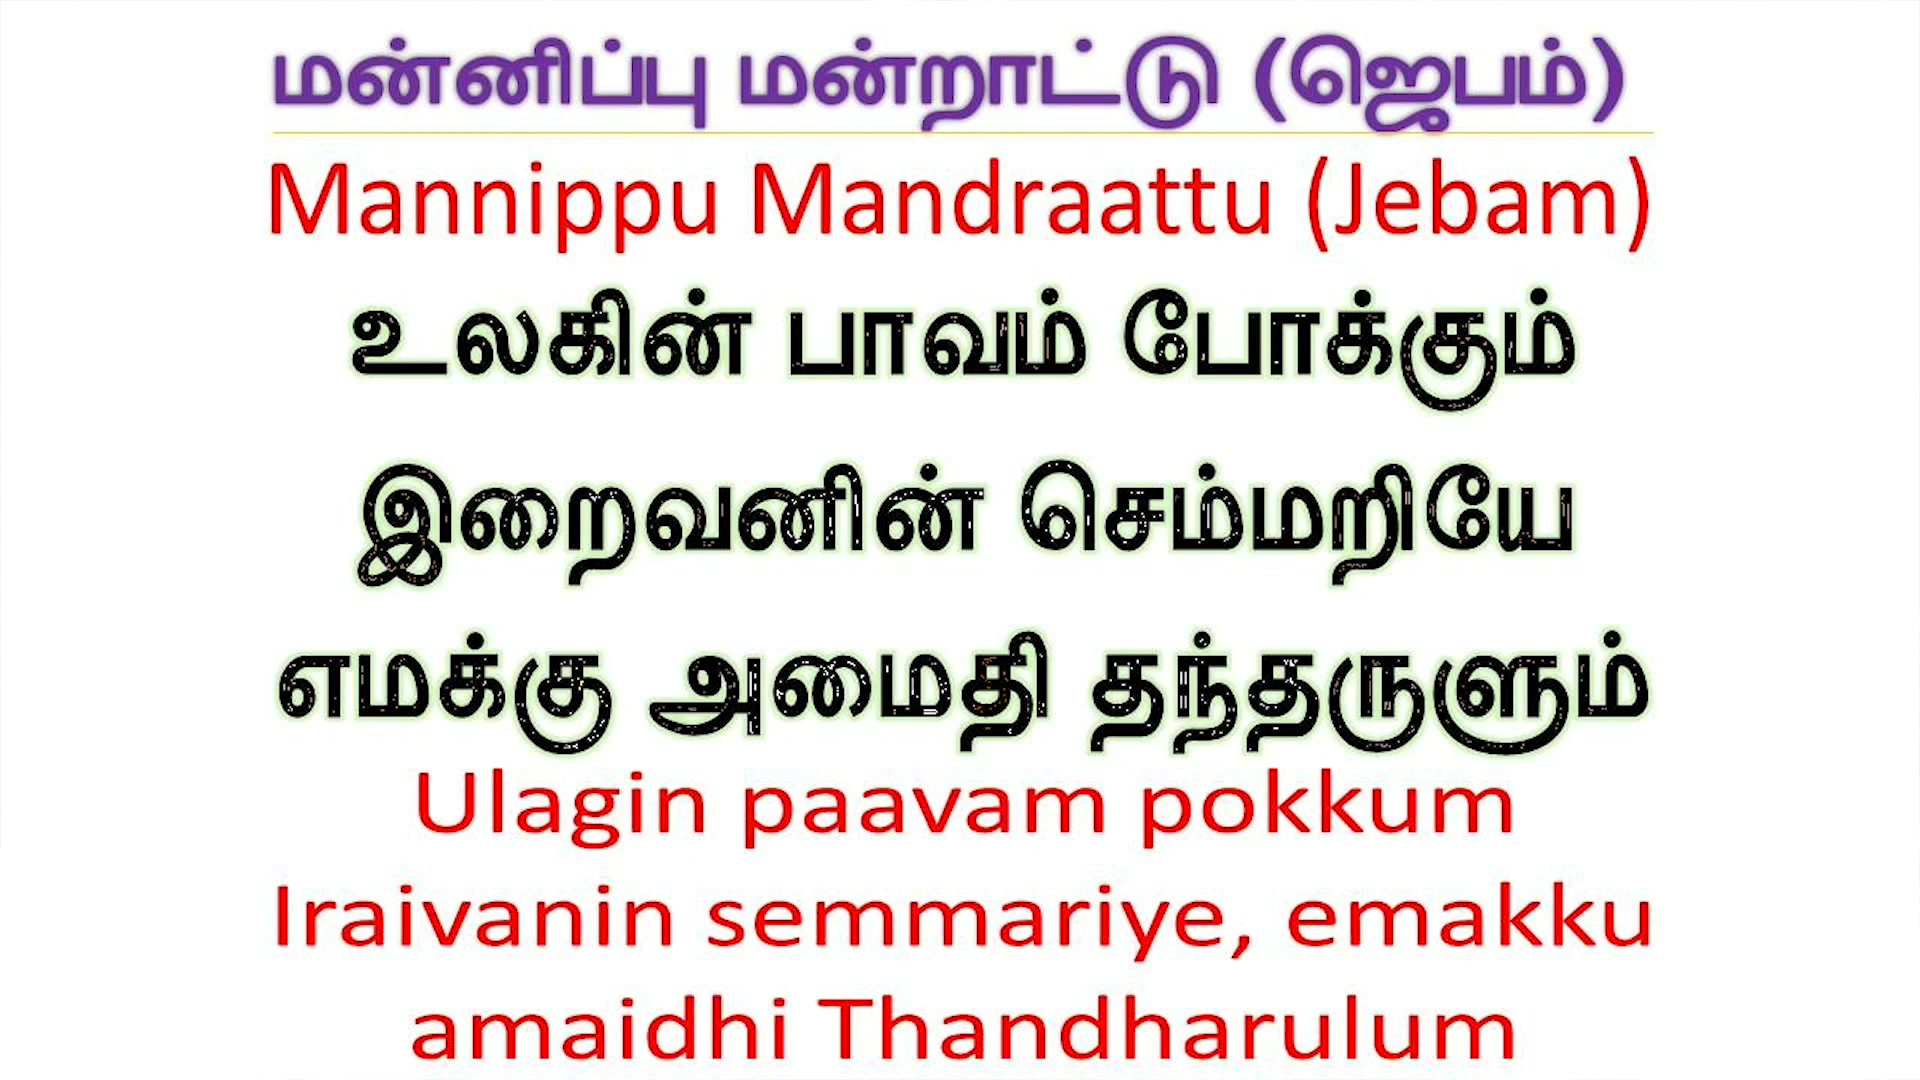 மன்னிப்பு மன்றாட்டு (ஜெபம்)
Mannippu Mandraattu (Jebam)
உலகின் பாவம் போக்கும்
இறைவனின் செம்மறியே
எமக்கு அமைதி தந்தருளும்
Ulagin paavam pokkum
Iraivanin semmariye, emakku
amaidhi Thandharulum